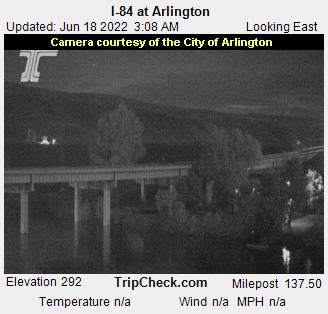 I-84 at Arlington
Updated: Jun 18 2022  3:08 AM Looking East
Camera courtesy of the City of Arlington
Elevation 292 TripCheck.com Milepost 137.50
Temperature n/a Wind n/a MPH n/a